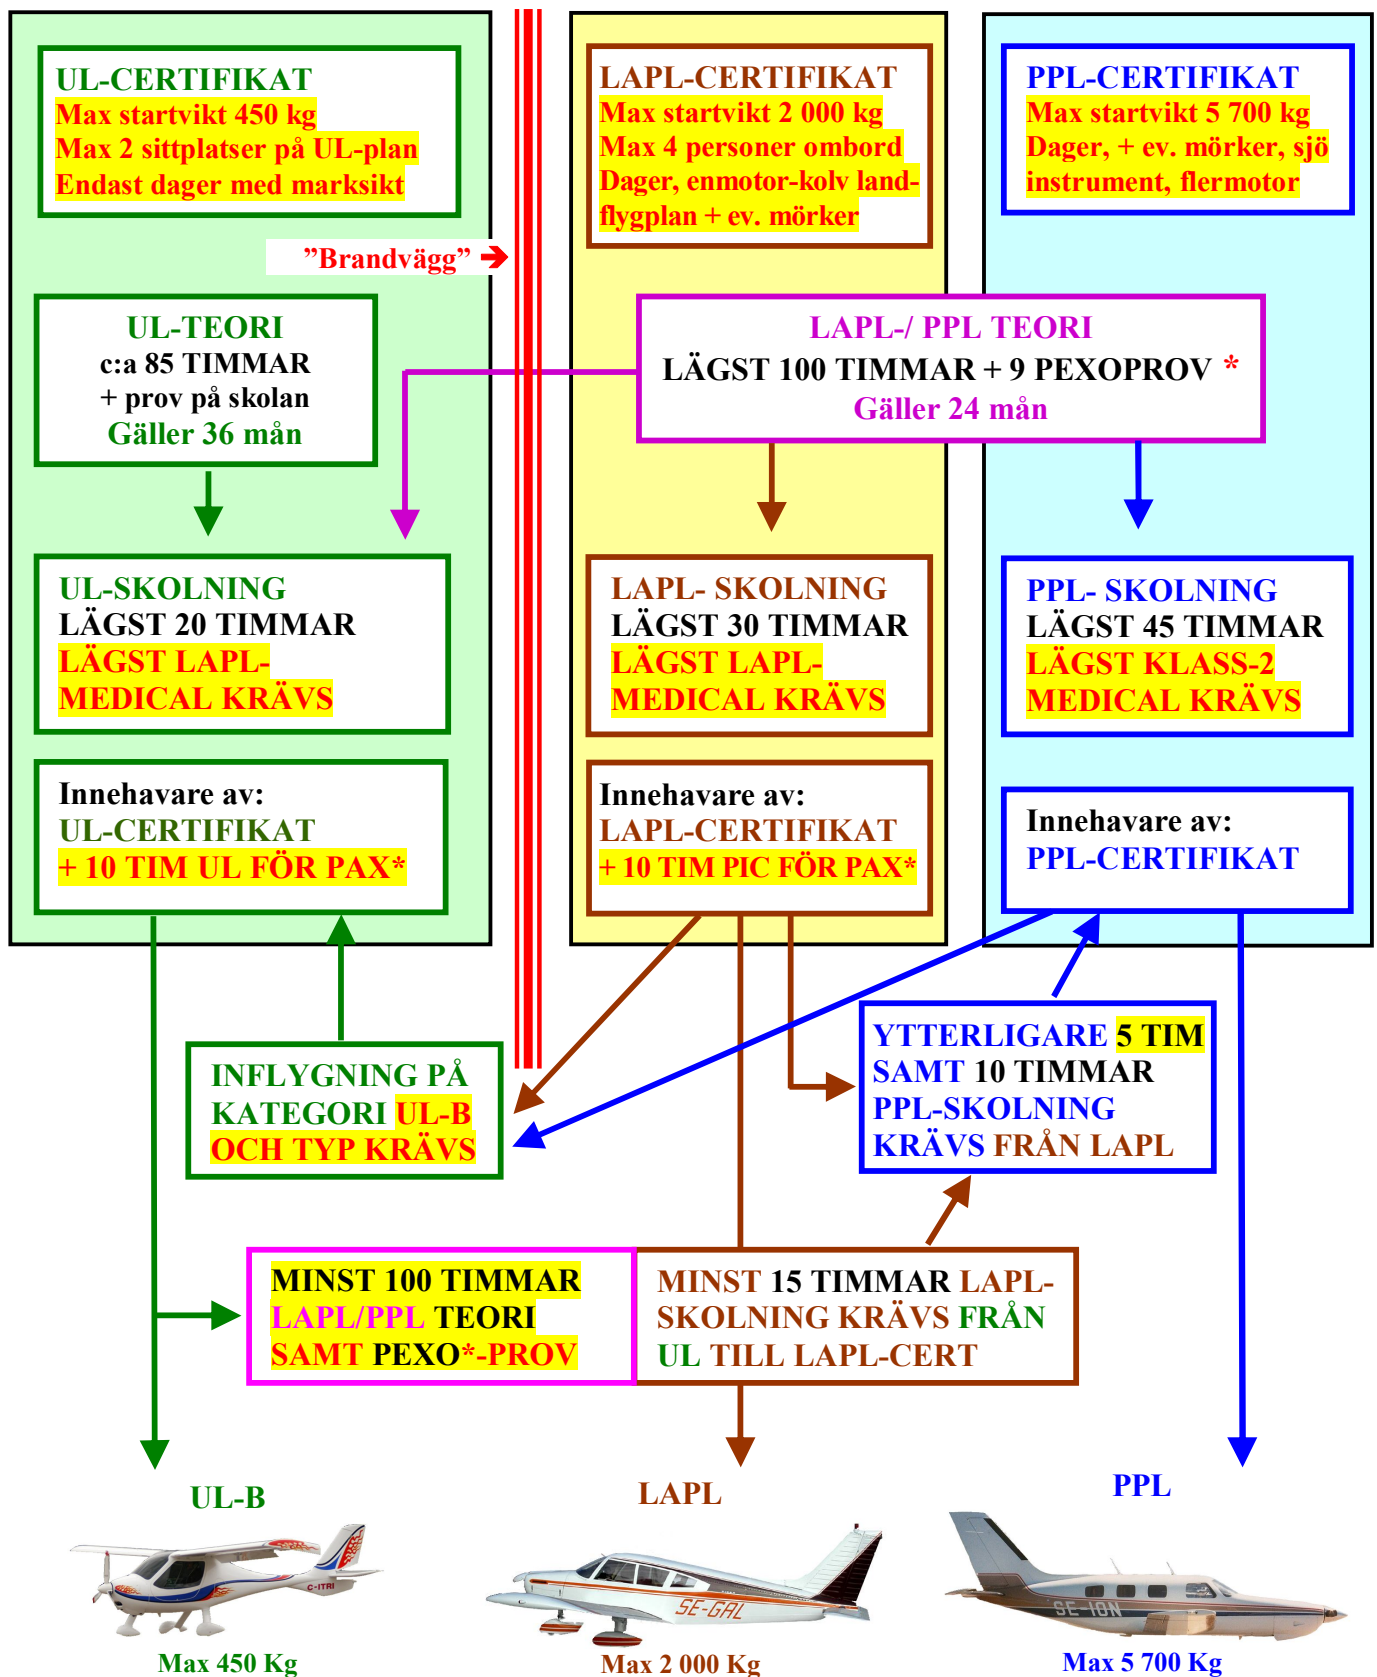 UL-CERTIFIKAT
Max startvikt 450 kg
Max 2 sittplatser på UL-plan
Endast dager med marksikt
LAPL-CERTIFIKAT
Max startvikt 2 000 kg
Max 4 personer ombord
Dager, enmotor-kolv land-
flygplan + ev. mörker
PPL-CERTIFIKAT
Max startvikt 5 700 kg
Dager, + ev. mörker, sjö
instrument, flermotor
”Brandvägg” ➔
UL-TEORI
c:a 85 TIMMAR
+ prov på skolan
Gäller 36 mån
LAPL-/ PPL TEORI
LÄGST 100 TIMMAR + 9 PEXOPROV *
Gäller 24 mån
UL-SKOLNING
LÄGST 20 TIMMAR
LÄGST LAPL-
MEDICAL KRÄVS
LAPL- SKOLNING
LÄGST 30 TIMMAR
LÄGST LAPL-
MEDICAL KRÄVS
PPL- SKOLNING
LÄGST 45 TIMMAR
LÄGST KLASS-2
MEDICAL KRÄVS
Innehavare av:
UL-CERTIFIKAT
+ 10 TIM UL FÖR PAX*
Innehavare av:
LAPL-CERTIFIKAT
+ 10 TIM PIC FÖR PAX*
Innehavare av:
PPL-CERTIFIKAT
INFLYGNING PÅ
KATEGORI UL-B
OCH TYP KRÄVS
YTTERLIGARE 5 TIM
SAMT 10 TIMMAR
PPL-SKOLNING
KRÄVS FRÅN LAPL
MINST 100 TIMMAR
LAPL/PPL TEORI
SAMT PEXO*-PROV
MINST 15 TIMMAR LAPL-
SKOLNING KRÄVS FRÅN
UL TILL LAPL-CERT
UL-B
LAPL
PPL
C-ITRI
SE-GAL
SE-ION
Max 450 Kg
Max 2 000 Kg
Max 5 700 Kg